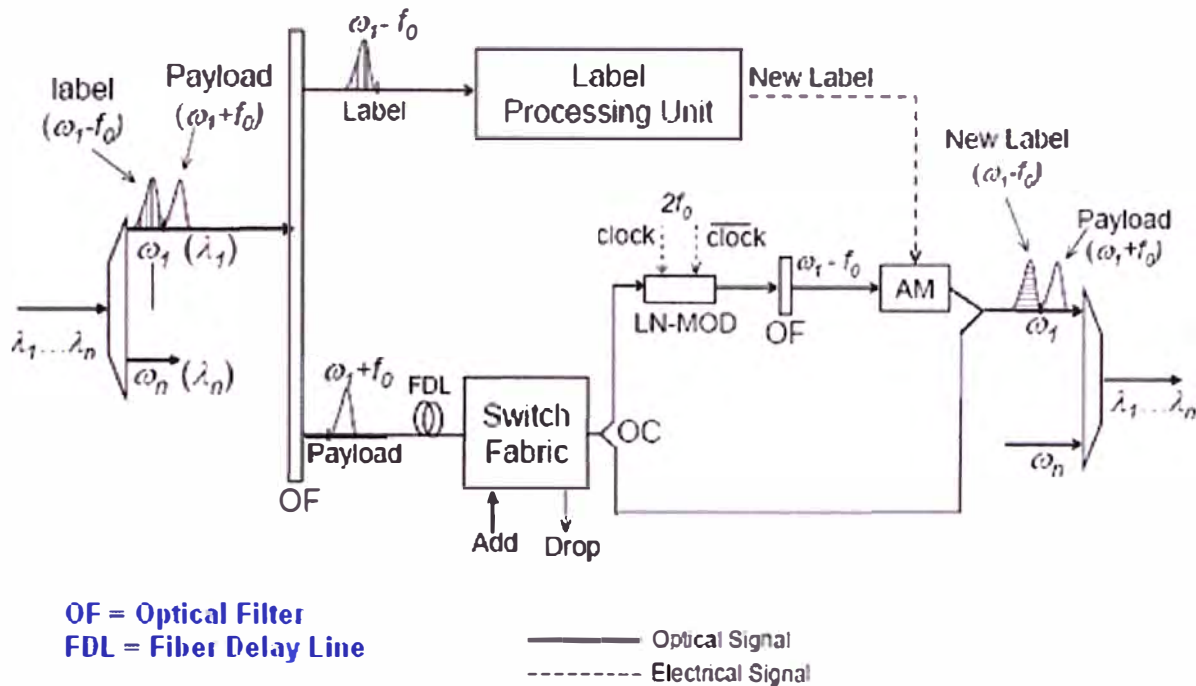 ω₁- f₀
label
(ω₁-f₀)
Payload
(ω₁+f₀)
Label
Label
Processing Unit
New Label
New Label
(ω₁-f₀)
Payload
(ω₁+f₀)
2f₀
clock
c̅l̅o̅c̅k̅
ω₁ (λ₁)
LN-MOD
OF
ω₁ - f₀
AM
ω₁
λ₁....λₙ
ωₙ (λₙ)
ω₁+f₀
FDL
Payload
Switch
Fabric
OC
λ₁....λₙ
ωₙ
OF
Add
Drop
OF = Optical Filter
FDL = Fiber Delay Line
Optical Signal
Electrical Signal